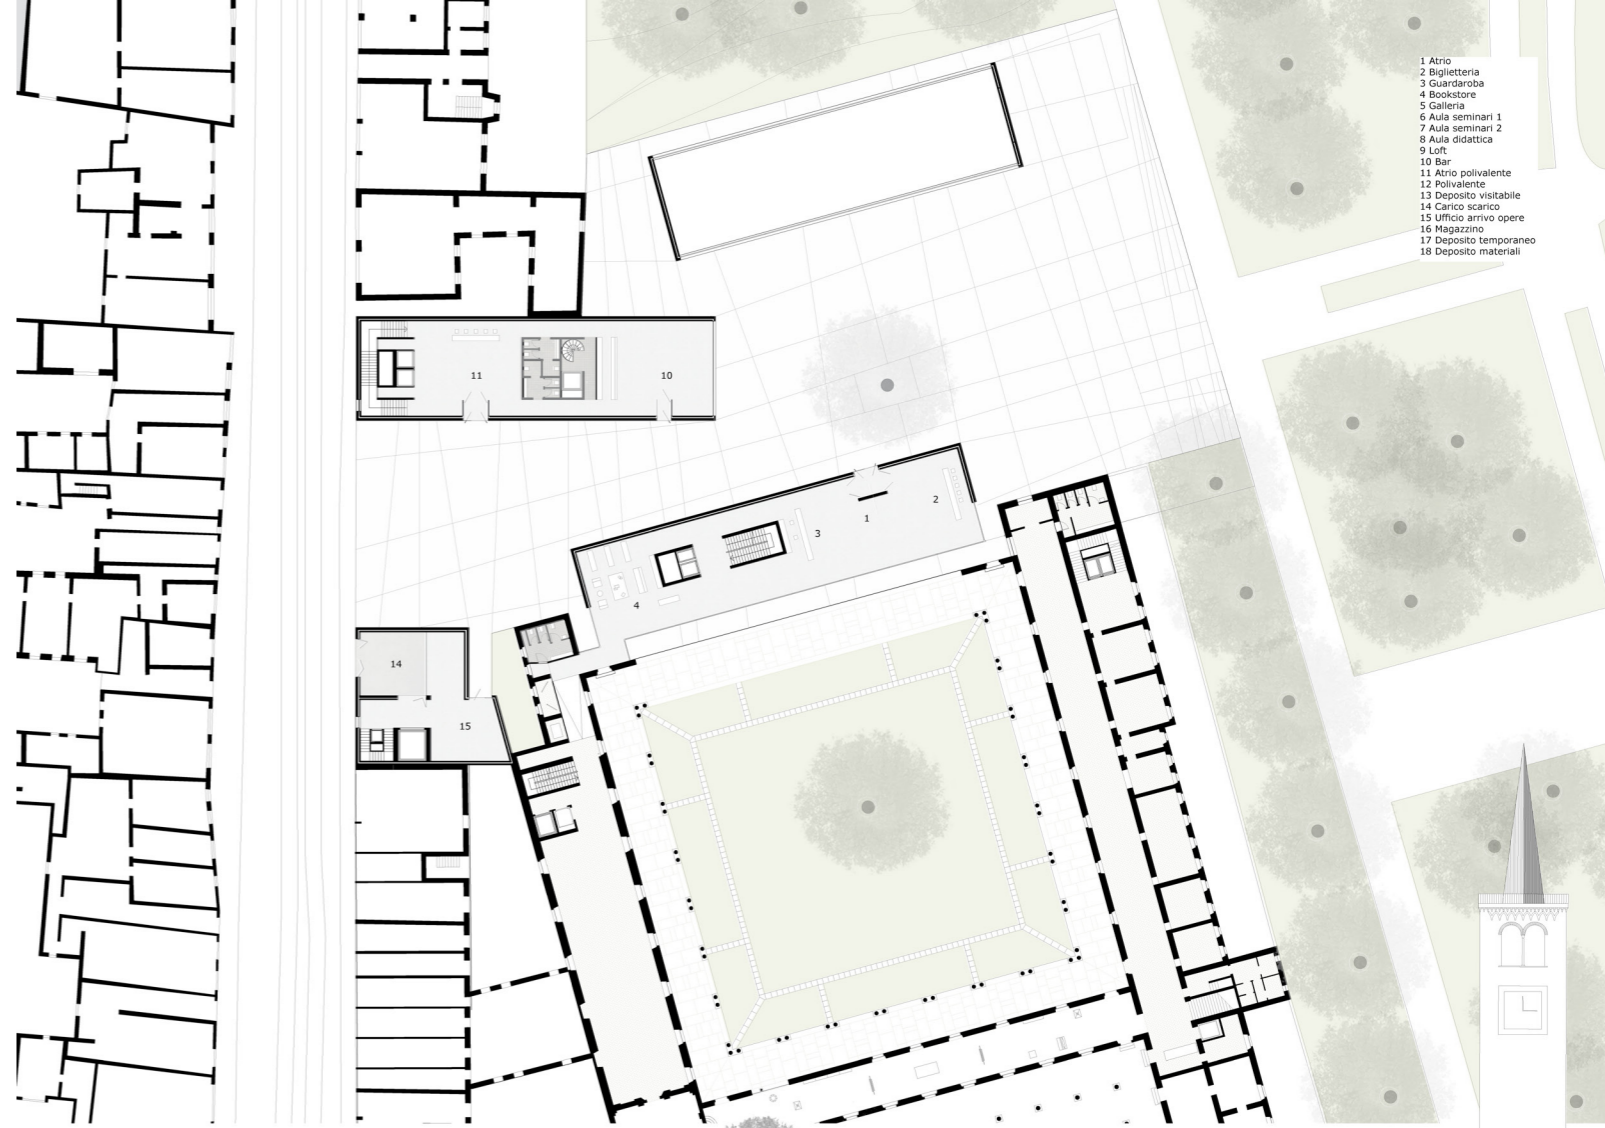 1 Atrio
2 Biglietteria
3 Guardaroba
4 Bookstore
5 Galleria
6 Aula seminari 1
7 Aula seminari 2
8 Aula didattica
9 Loft
10 Bar
11 Atrio polivalente
12 Polivalente
13 Deposito visitabile
14 Carico scarico
15 Ufficio arrivo opere
16 Magazzino
17 Deposito temporaneo
18 Deposito materiali
11
10
2
1
3
4
14
15